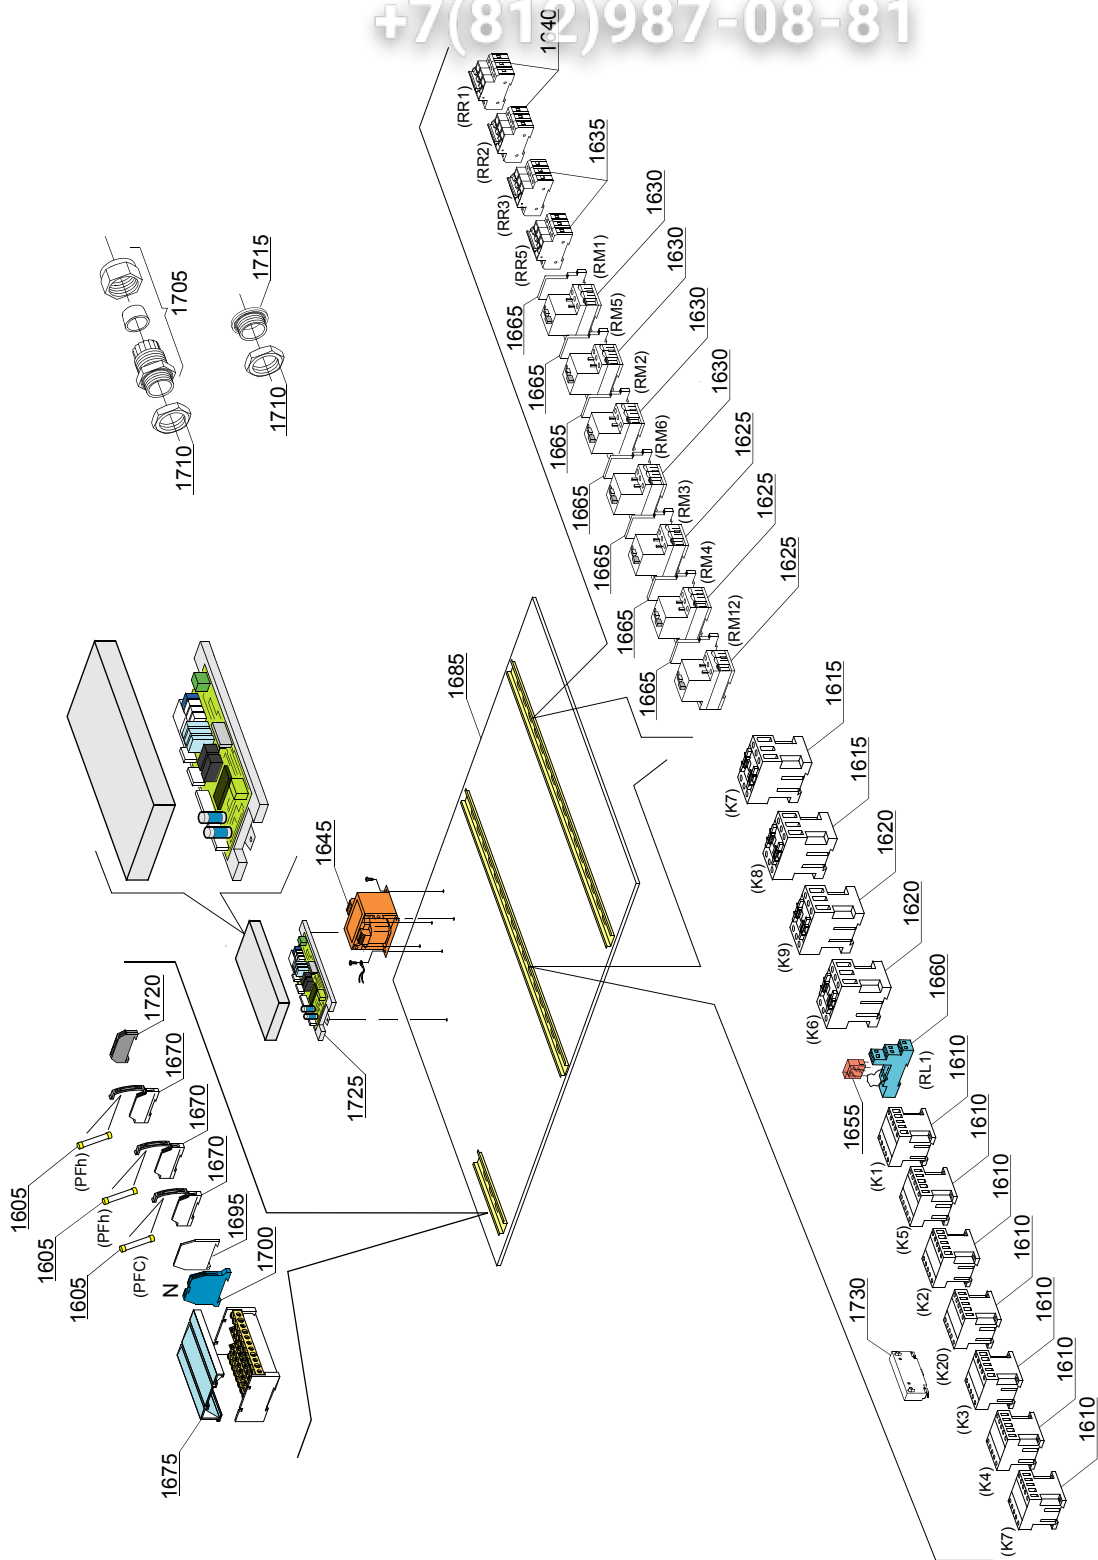 +7(812)987-08-81
1640
(RR1)
(RR2)
1635
(RR3)
(RR5)
1630
(RM1)
1665
1630
(RM5)
1665
1630
(RM2)
1665
1630
(RM6)
1665
1625
(RM3)
1665
1625
(RM4)
1665
1625
(RM12)
1665
1705
1715
1710
1710
1685
1645
1725
1720
1670
1605
(PFh)
1670
1605
(PFh)
1670
1605
(PFC)
1695
N
1700
1675
1615
(K7)
1615
(K8)
1620
(K9)
1620
(K6)
1660
(RL1)
1655
1610
(K1)
1610
(K5)
1610
(K2)
1610
(K20)
1730
1610
(K3)
1610
(K4)
1610
(K7)